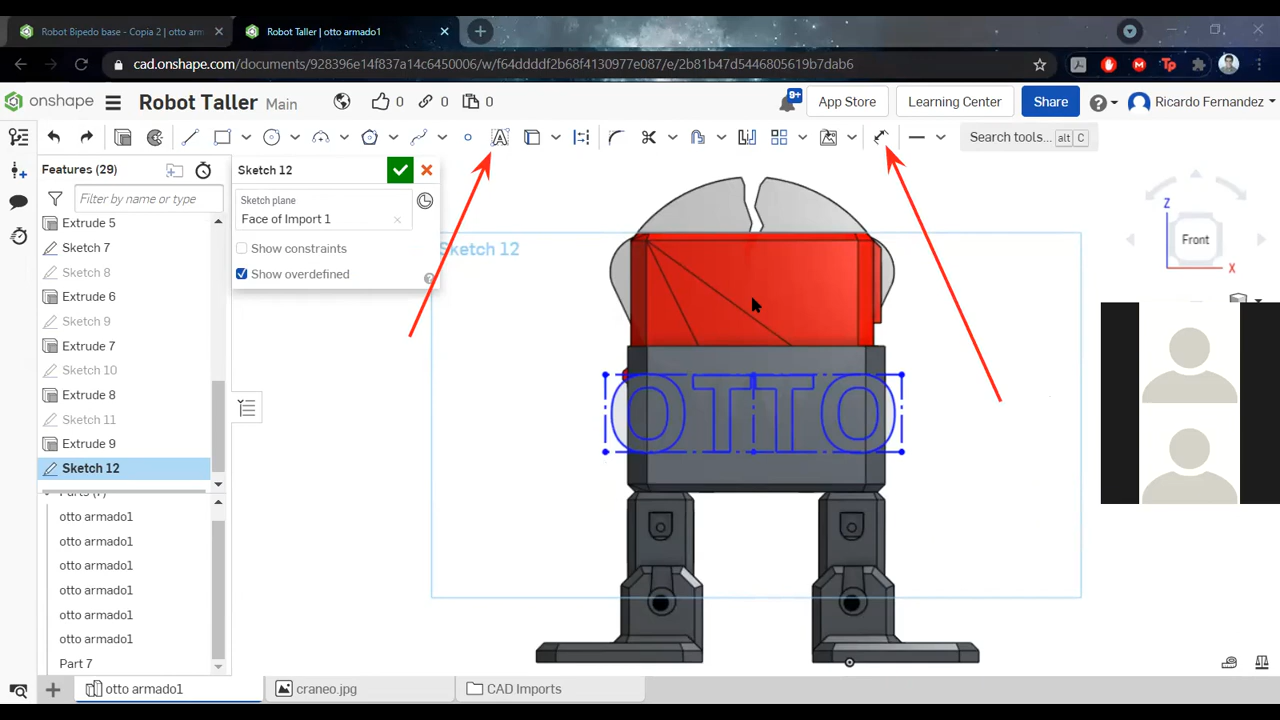 Robot Bipedo base - Copia 2 | otto arm
Robot Taller | otto armado1
cad.onshape.com/documents/928396e14f837a14c6450006/w/f64ddddf2b68f4130977e087/e/2b81b47d5446805619b7dab6
onshape
Robot Taller Main
0
0
0
9+
App Store
Learning Center
Share
Ricardo Fernandez
Search tools... alt C
Features (29)
Filter by name or type
Extrude 5
Sketch 7
Sketch 8
Extrude 6
Sketch 9
Extrude 7
Sketch 10
Extrude 8
Sketch 11
Extrude 9
Sketch 12
Parts (7)
otto armado1
otto armado1
otto armado1
otto armado1
otto armado1
otto armado1
Part 7
Sketch 12
Sketch plane
Face of Import 1
Show constraints
Show overdefined
Sketch 12
OTTO
Z
Front
X
otto armado1
craneo.jpg
CAD Imports